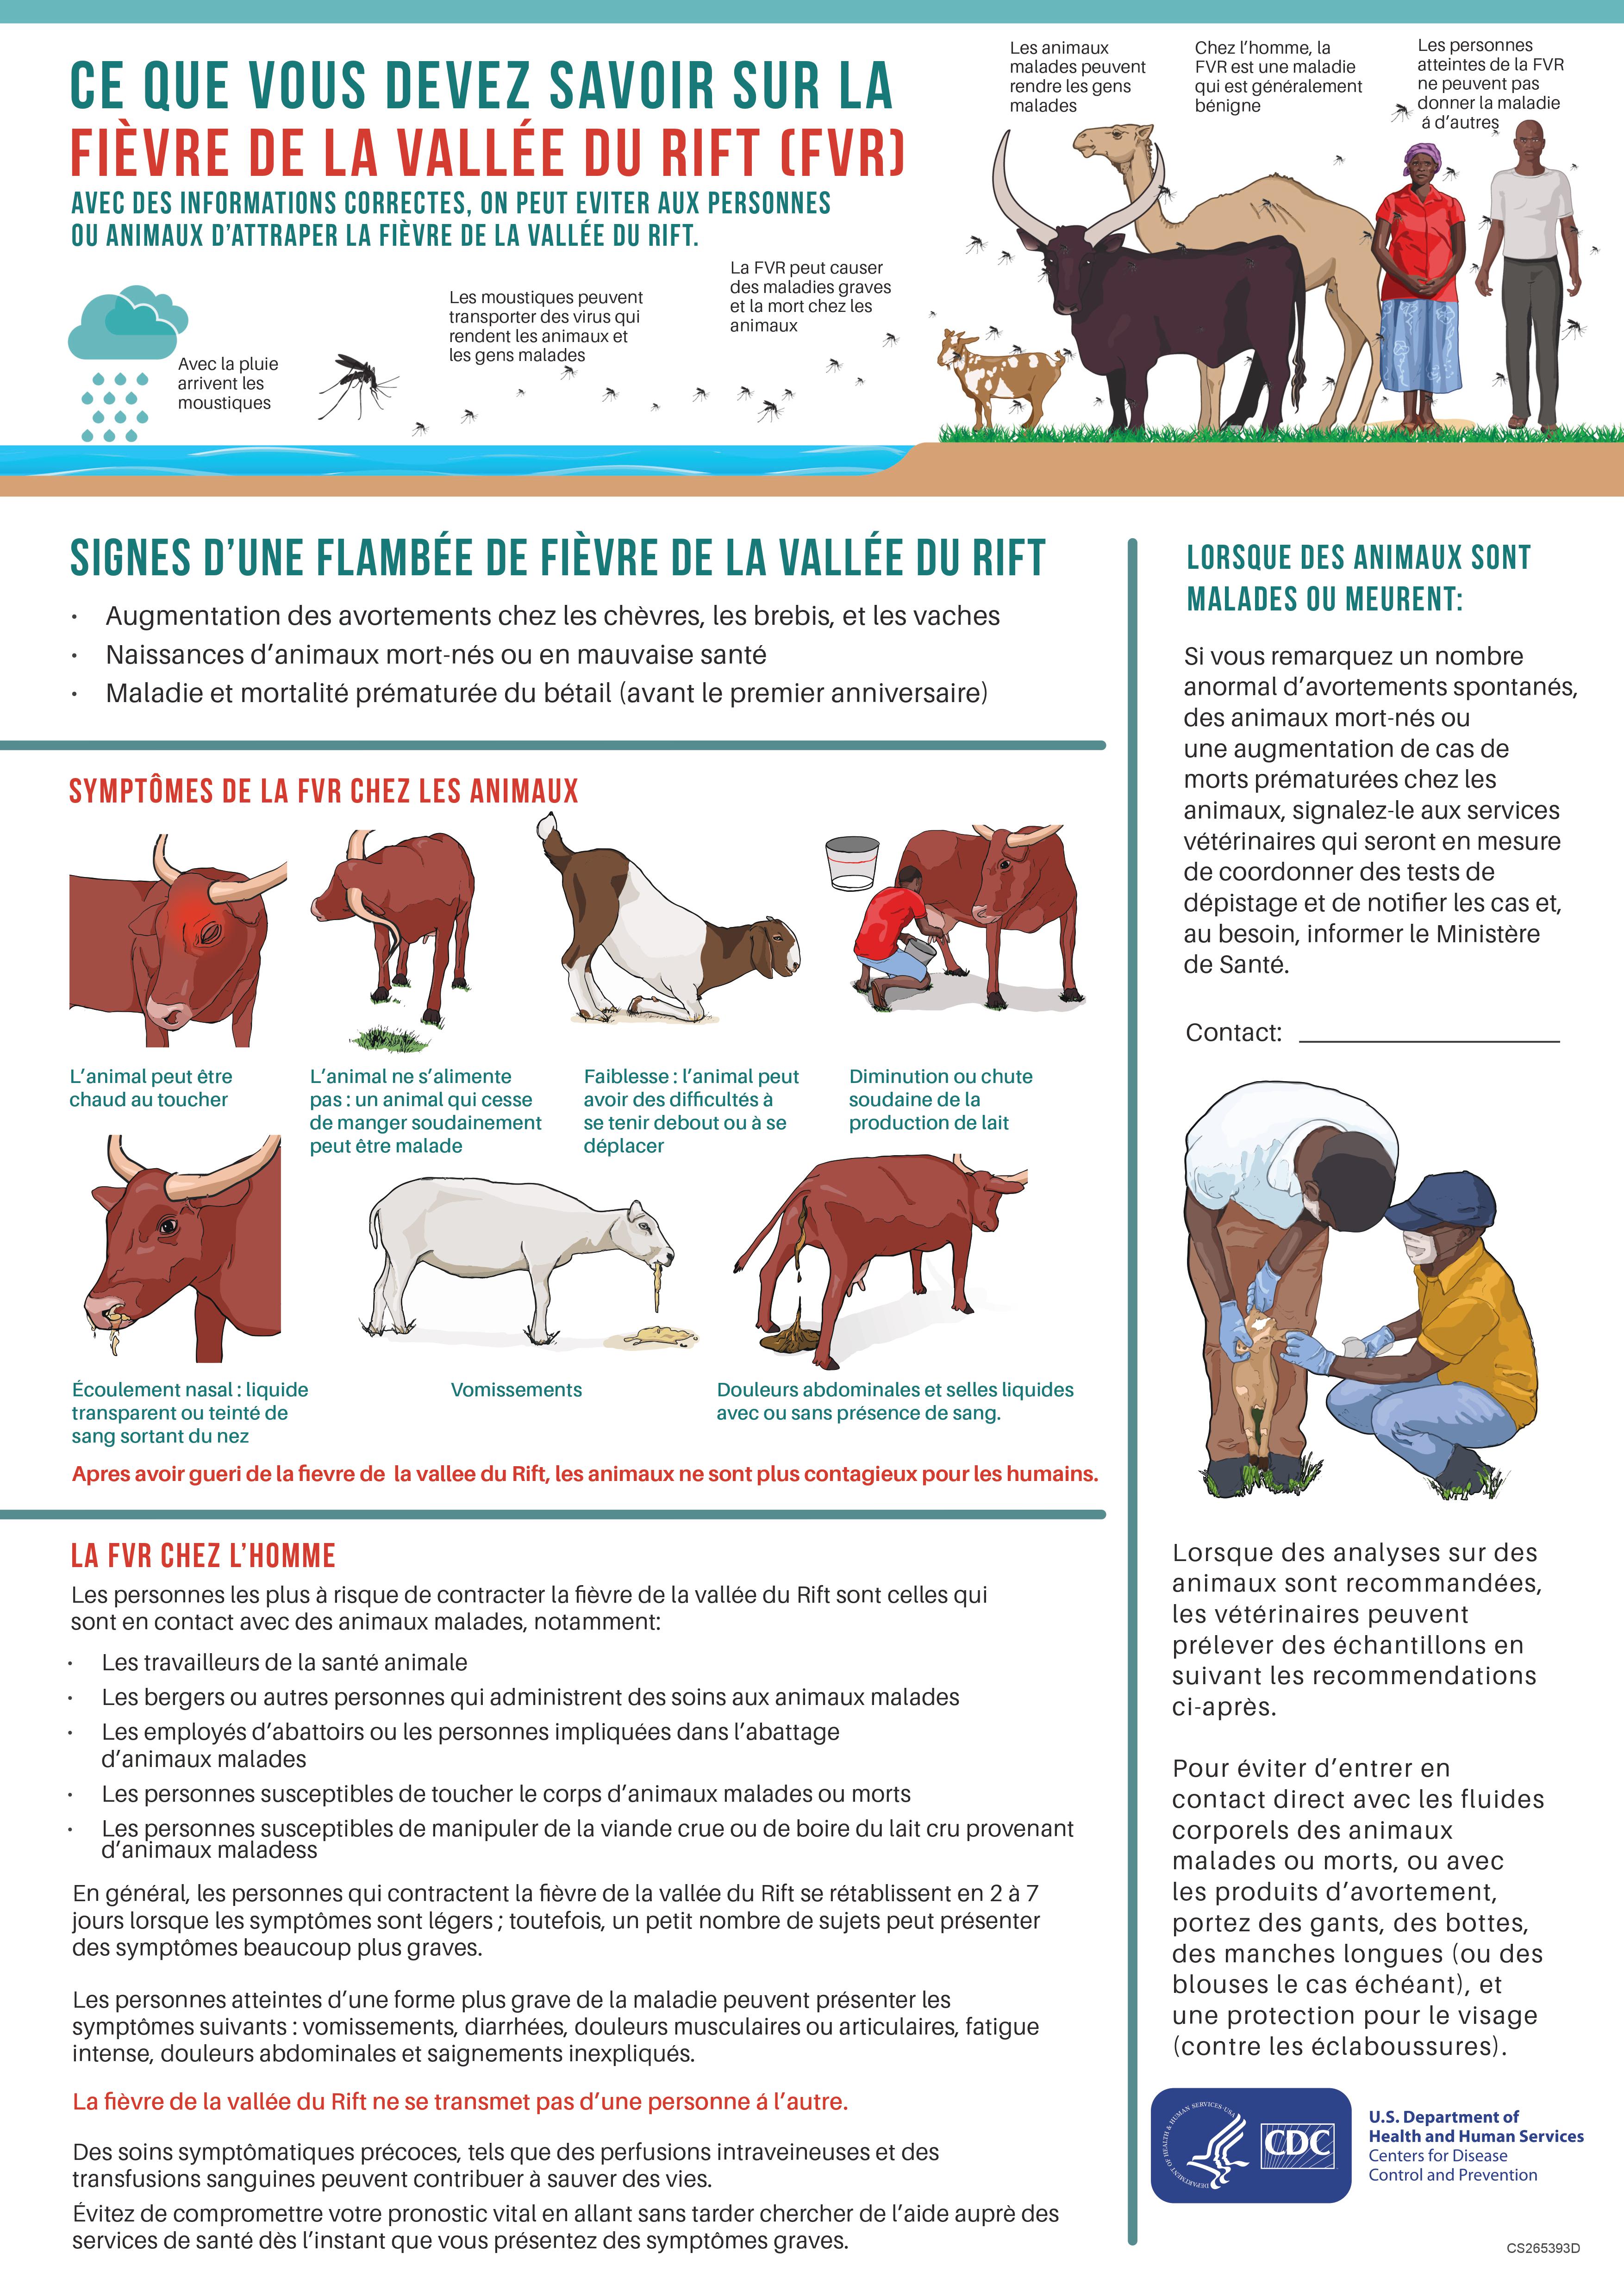 CE QUE VOUS DEVEZ SAVOIR SUR LA
FIÈVRE DE LA VALLÉE DU RIFT (FVR)
AVEC DES INFORMATIONS CORRECTES, ON PEUT EVITER AUX PERSONNES
OU ANIMAUX D'ATTRAPER LA FIÈVRE DE LA VALLÉE DU RIFT.
Avec la pluie
arrivent les
moustiques
Les moustiques peuvent
transporter des virus qui
rendent les animaux et
les gens malades
La FVR peut causer
des maladies graves
et la mort chez les
animaux
Les animaux
malades peuvent
rendre les gens
malades
Chez l'homme, la
FVR est une maladie
qui est généralement
bénigne
Les personnes
atteintes de la FVR
ne peuvent pas
donner la maladie
á d'autres
SIGNES D'UNE FLAMBÉE DE FIÈVRE DE LA VALLÉE DU RIFT
• Augmentation des avortements chez les chèvres, les brebis, et les vaches
• Naissances d'animaux mort-nés ou en mauvaise santé
• Maladie et mortalité prématurée du bétail (avant le premier anniversaire)
SYMPTÔMES DE LA FVR CHEZ LES ANIMAUX
L'animal peut être
chaud au toucher
L'animal ne s'alimente
pas : un animal qui cesse
de manger soudainement
peut être malade
Faiblesse : l'animal peut
avoir des difficultés à
se tenir debout ou à se
déplacer
Diminution ou chute
soudaine de la
production de lait
Écoulement nasal : liquide
transparent ou teinté de
sang sortant du nez
Vomissements
Douleurs abdominales et selles liquides
avec ou sans présence de sang.
Apres avoir gueri de la fievre de la vallee du Rift, les animaux ne sont plus contagieux pour les humains.
LA FVR CHEZ L'HOMME
Les personnes les plus à risque de contracter la fièvre de la vallée du Rift sont celles qui
sont en contact avec des animaux malades, notamment:
• Les travailleurs de la santé animale
• Les bergers ou autres personnes qui administrent des soins aux animaux malades
• Les employés d'abattoirs ou les personnes impliquées dans l'abattage
d'animaux malades
• Les personnes susceptibles de toucher le corps d'animaux malades ou morts
• Les personnes susceptibles de manipuler de la viande crue ou de boire du lait cru provenant
d'animaux maladess
En général, les personnes qui contractent la fièvre de la vallée du Rift se rétablissent en 2 à 7
jours lorsque les symptômes sont légers ; toutefois, un petit nombre de sujets peut présenter
des symptômes beaucoup plus graves.
Les personnes atteintes d'une forme plus grave de la maladie peuvent présenter les
symptômes suivants : vomissements, diarrhées, douleurs musculaires ou articulaires, fatigue
intense, douleurs abdominales et saignements inexpliqués.
La fièvre de la vallée du Rift ne se transmet pas d'une personne á l'autre.
Des soins symptômatiques précoces, tels que des perfusions intraveineuses et des
transfusions sanguines peuvent contribuer à sauver des vies.
Évitez de compromettre votre pronostic vital en allant sans tarder chercher de l'aide auprè des
services de santé dès l'instant que vous présentez des symptômes graves.
LORSQUE DES ANIMAUX SONT
MALADES OU MEURENT:
Si vous remarquez un nombre
anormal d'avortements spontanés,
des animaux mort-nés ou
une augmentation de cas de
morts prématurées chez les
animaux, signalez-le aux services
vétérinaires qui seront en mesure
de coordonner des tests de
dépistage et de notifier les cas et,
au besoin, informer le Ministère
de Santé.
Contact:
Lorsque des analyses sur des
animaux sont recommandées,
les vétérinaires peuvent
prélever des échantillons en
suivant les recommendations
ci-après.
Pour éviter d'entrer en
contact direct avec les fluides
corporels des animaux
malades ou morts, ou avec
les produits d'avortement,
portez des gants, des bottes,
des manches longues (ou des
blouses le cas échéant), et
une protection pour le visage
(contre les éclaboussures).
DEPARTMENT OF HEALTH & HUMAN SERVICES·USA
CDC
U.S. Department of
Health and Human Services
Centers for Disease
Control and Prevention
CS265393D